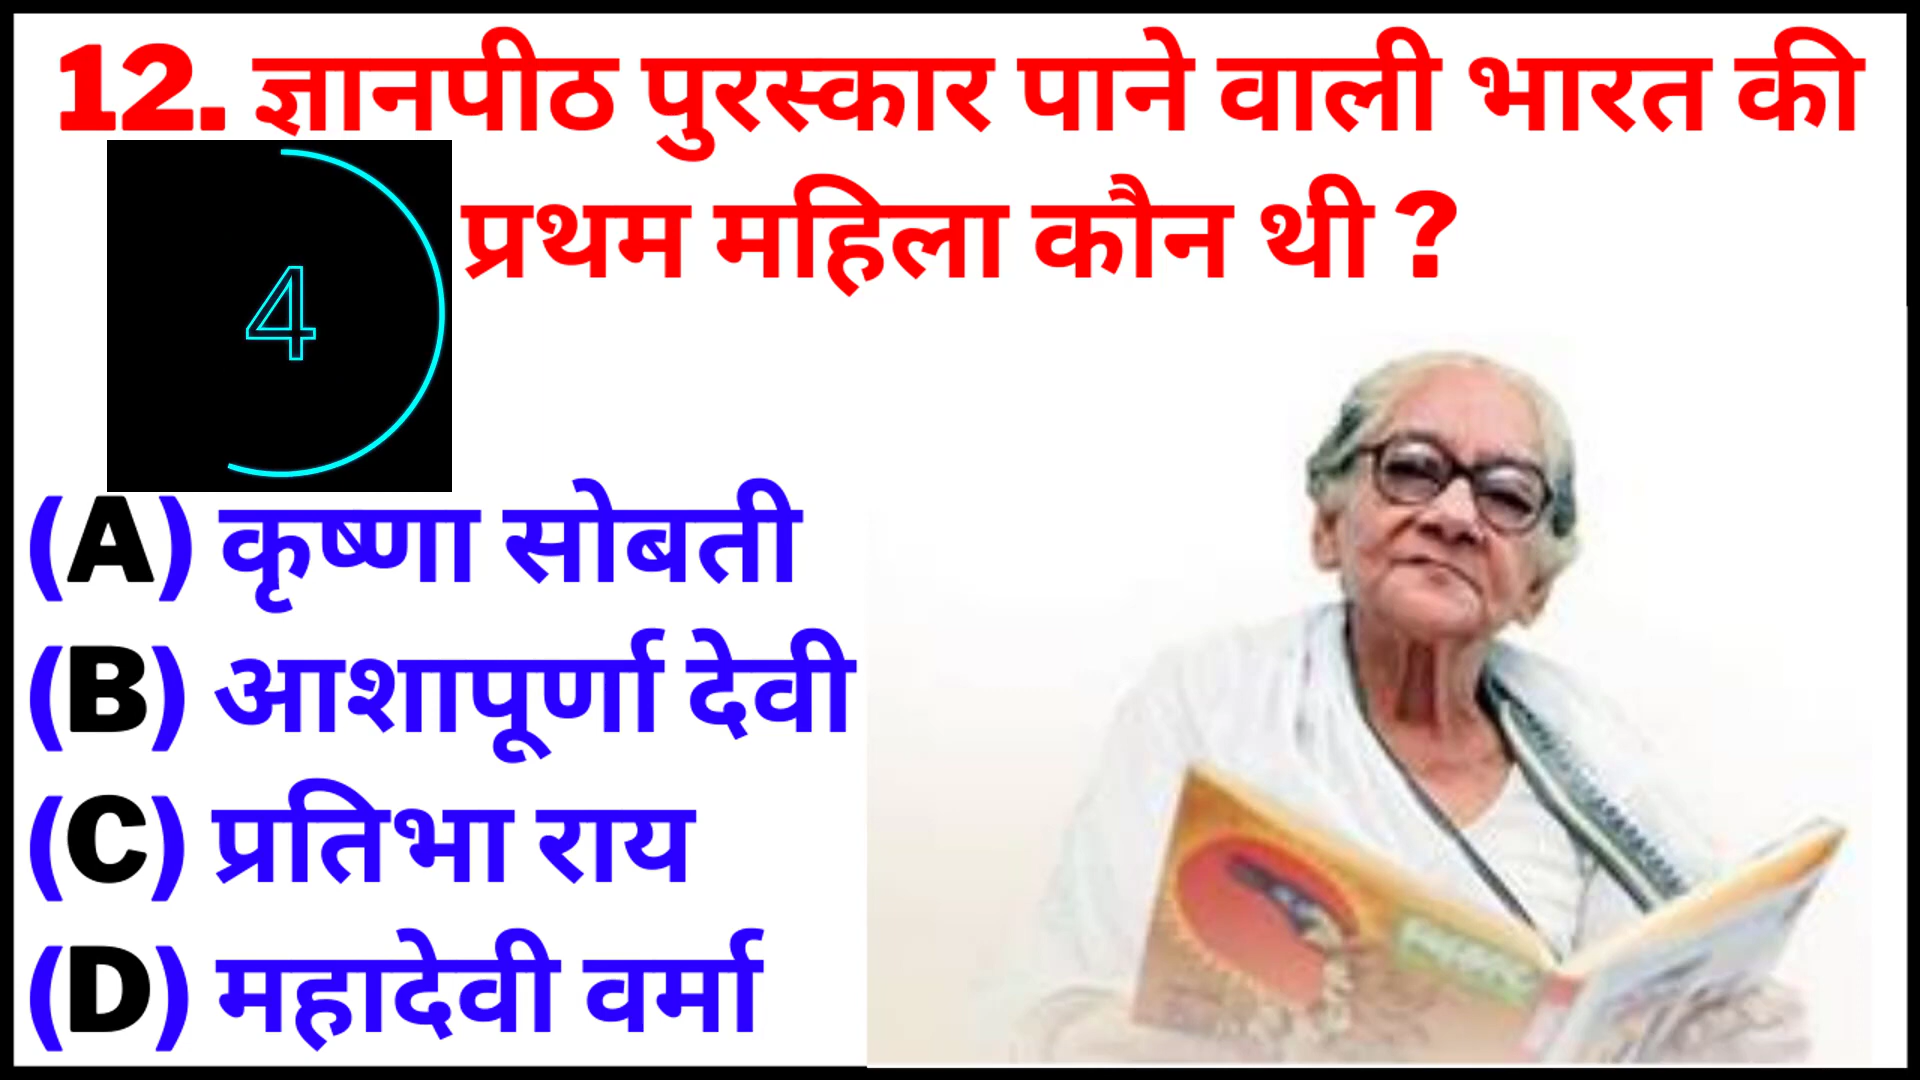 12. ज्ञानपीठ पुरस्कार पाने वाली भारत की
प्रथम महिला कौन थी ?
4
(A) कृष्णा सोबती
(B) आशापूर्णा देवी
(C) प्रतिभा राय
(D) महादेवी वर्मा